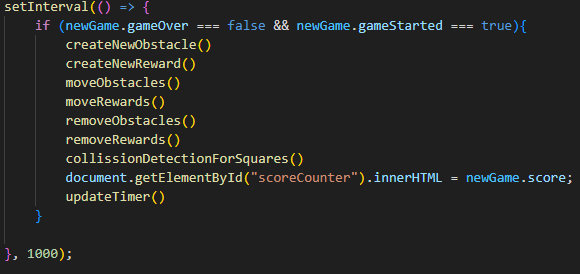 setInterval(() => {
    if (newGame.gameOver === false && newGame.gameStarted === true){
        createNewObstacle()
        createNewReward()
        moveObstacles()
        moveRewards()
        removeObstacles()
        removeRewards()
        collissionDetectionForSquares()
        document.getElementById("scoreCounter").innerHTML = newGame.score;
        updateTimer()
    }

}, 1000);